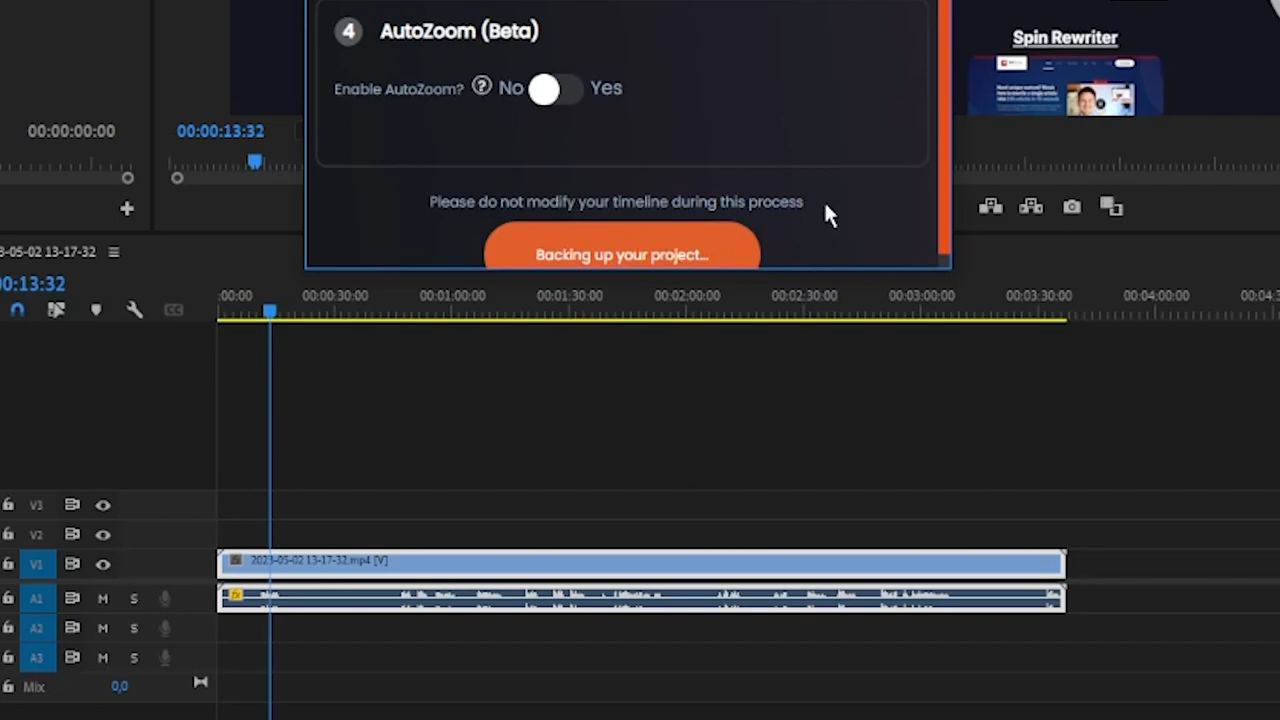 4 AutoZoom (Beta)
Enable AutoZoom? ? No Yes
Spin Rewriter
00:00:00:00
00:00:13:32
Please do not modify your timeline during this process
Backing up your project...
3-05-02 13-17-32
00:13:32
:00:00 00:00:30:00 00:01:00:00 00:01:30:00 00:02:00:00 00:02:30:00 00:03:00:00 00:03:30:00 00:04:00:00 00:04:3
V3
V2
V1
2023-05-02 13-17-32.mp4 [V]
fx
A1 M S
A2 M S
A3 M S
Mix 0,0